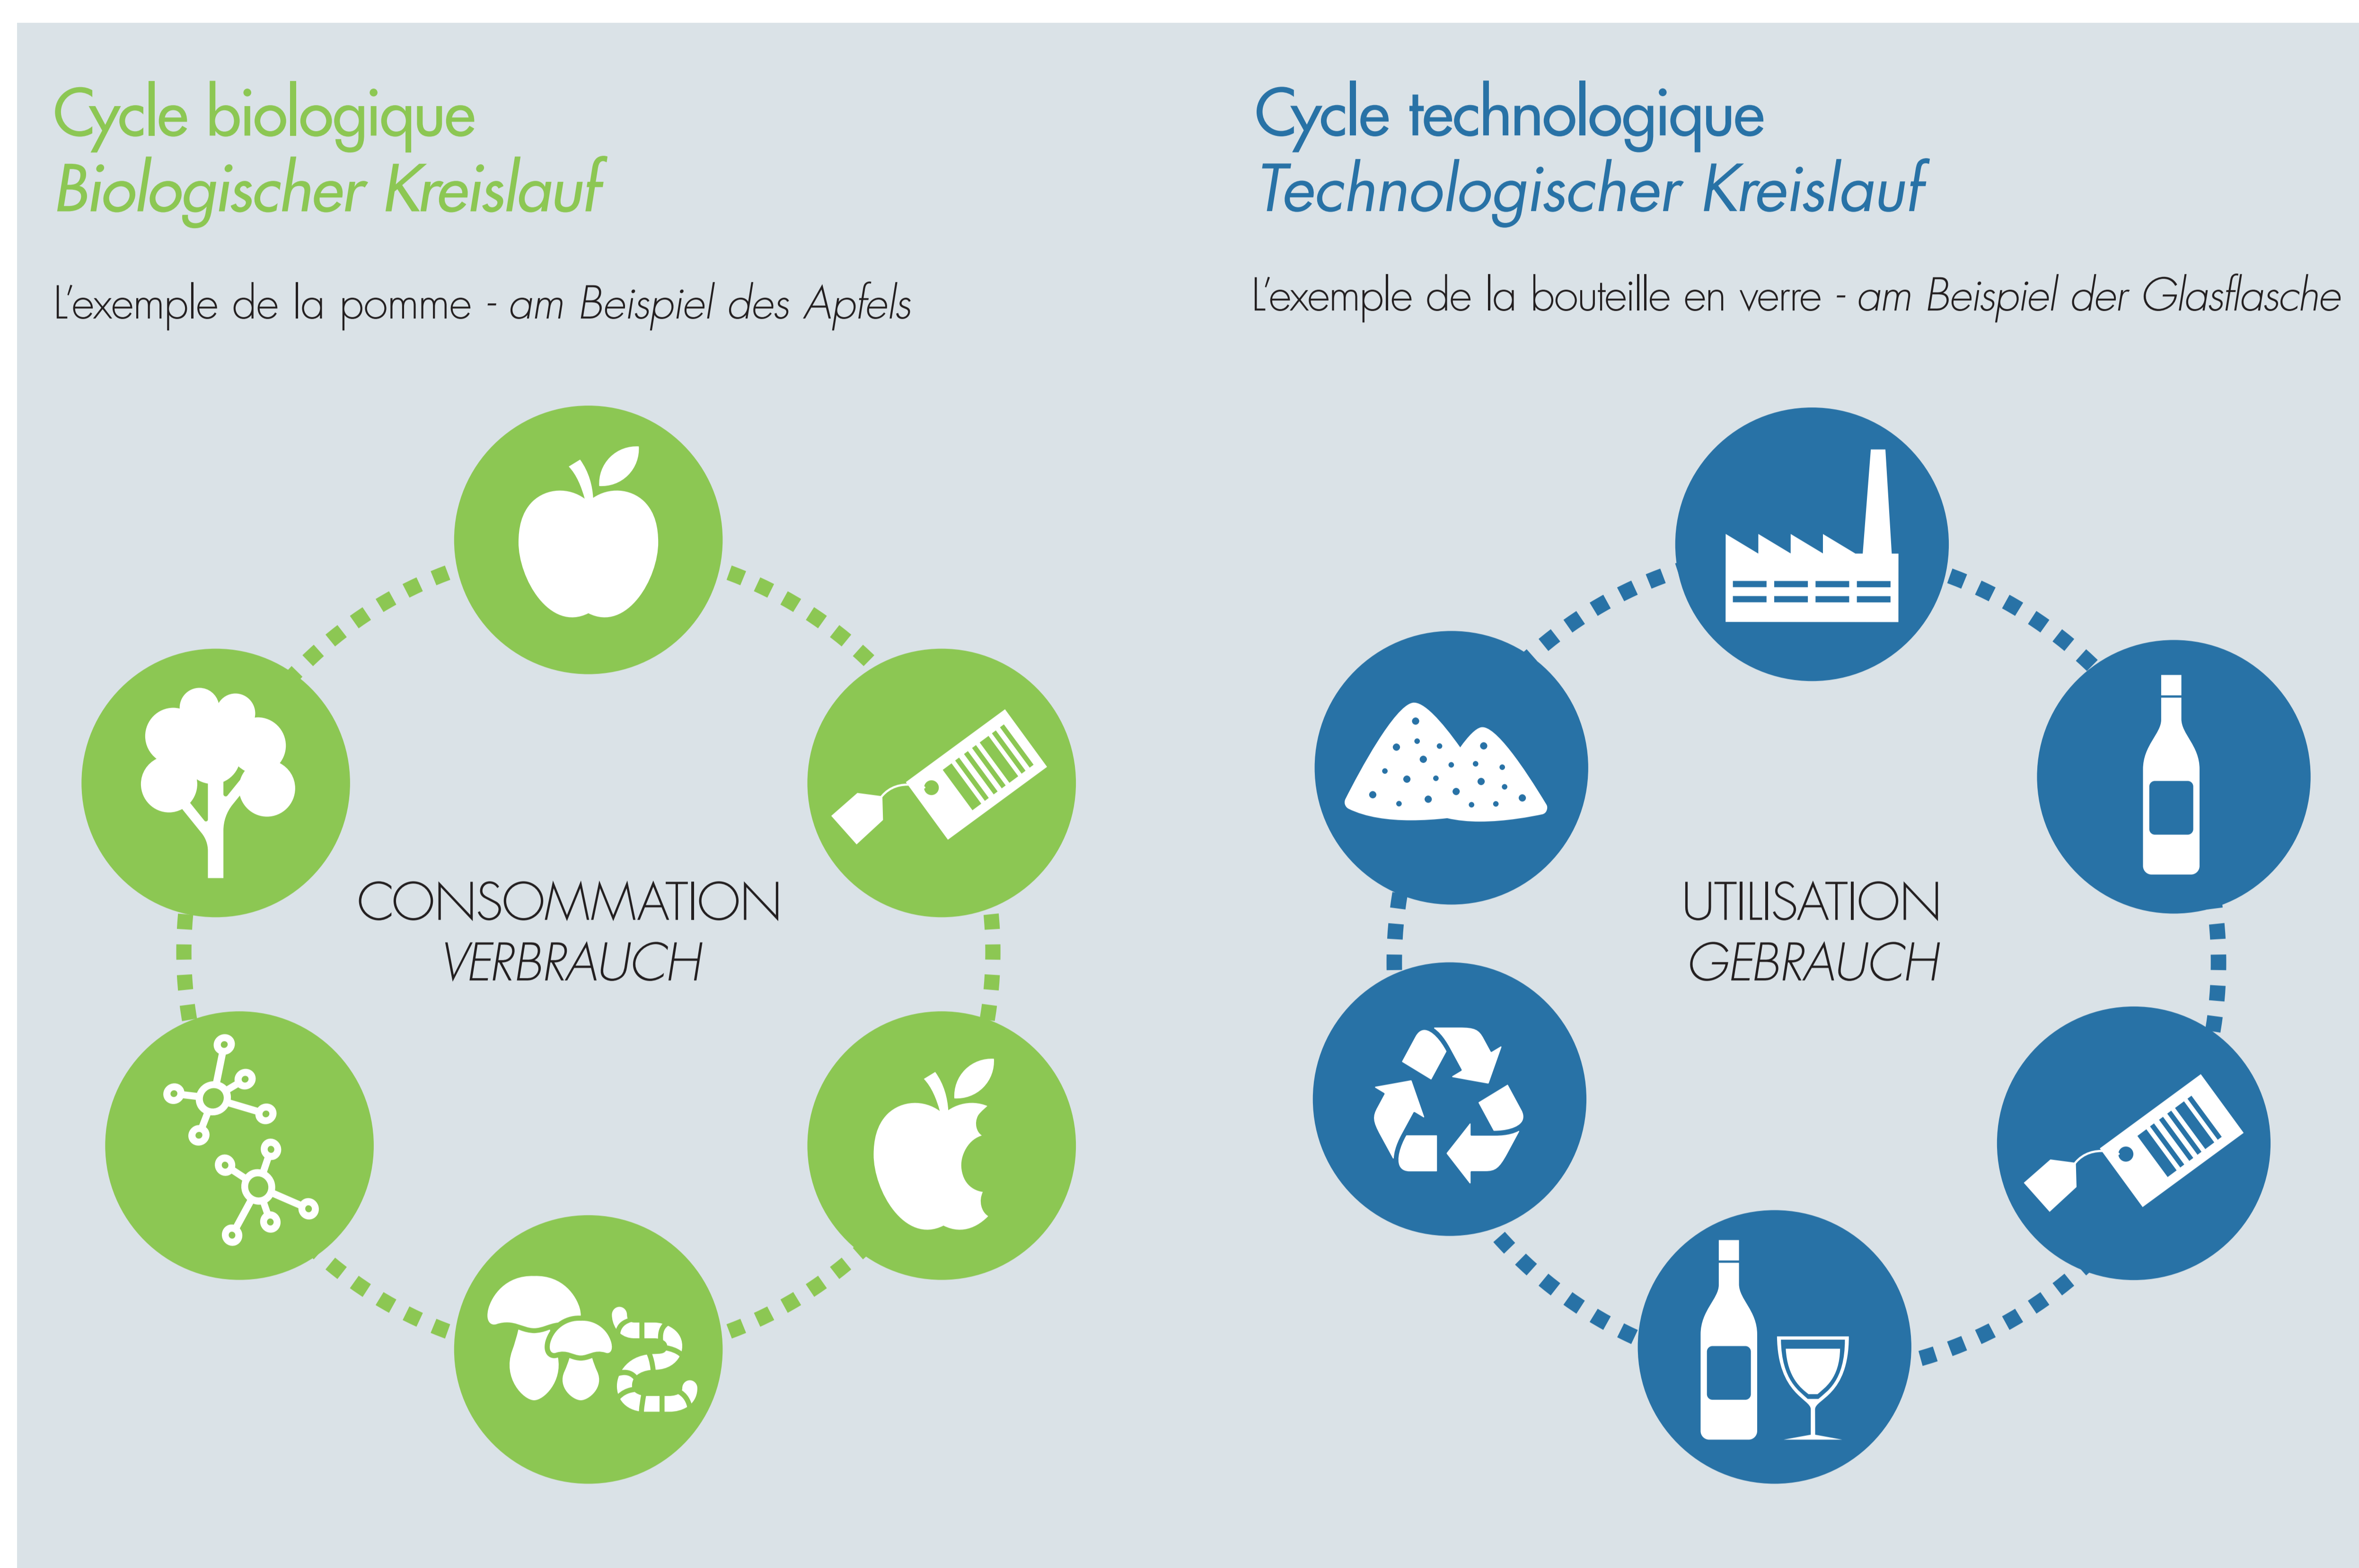 Cycle biologique
Biologischer Kreislauf
L'exemple de la pomme - am Beispiel des Apfels
CONSOMMATION
VERBRAUCH
Cycle technologique
Technologischer Kreislauf
L'exemple de la bouteille en verre - am Beispiel der Glasflasche
UTILISATION
GEBRAUCH